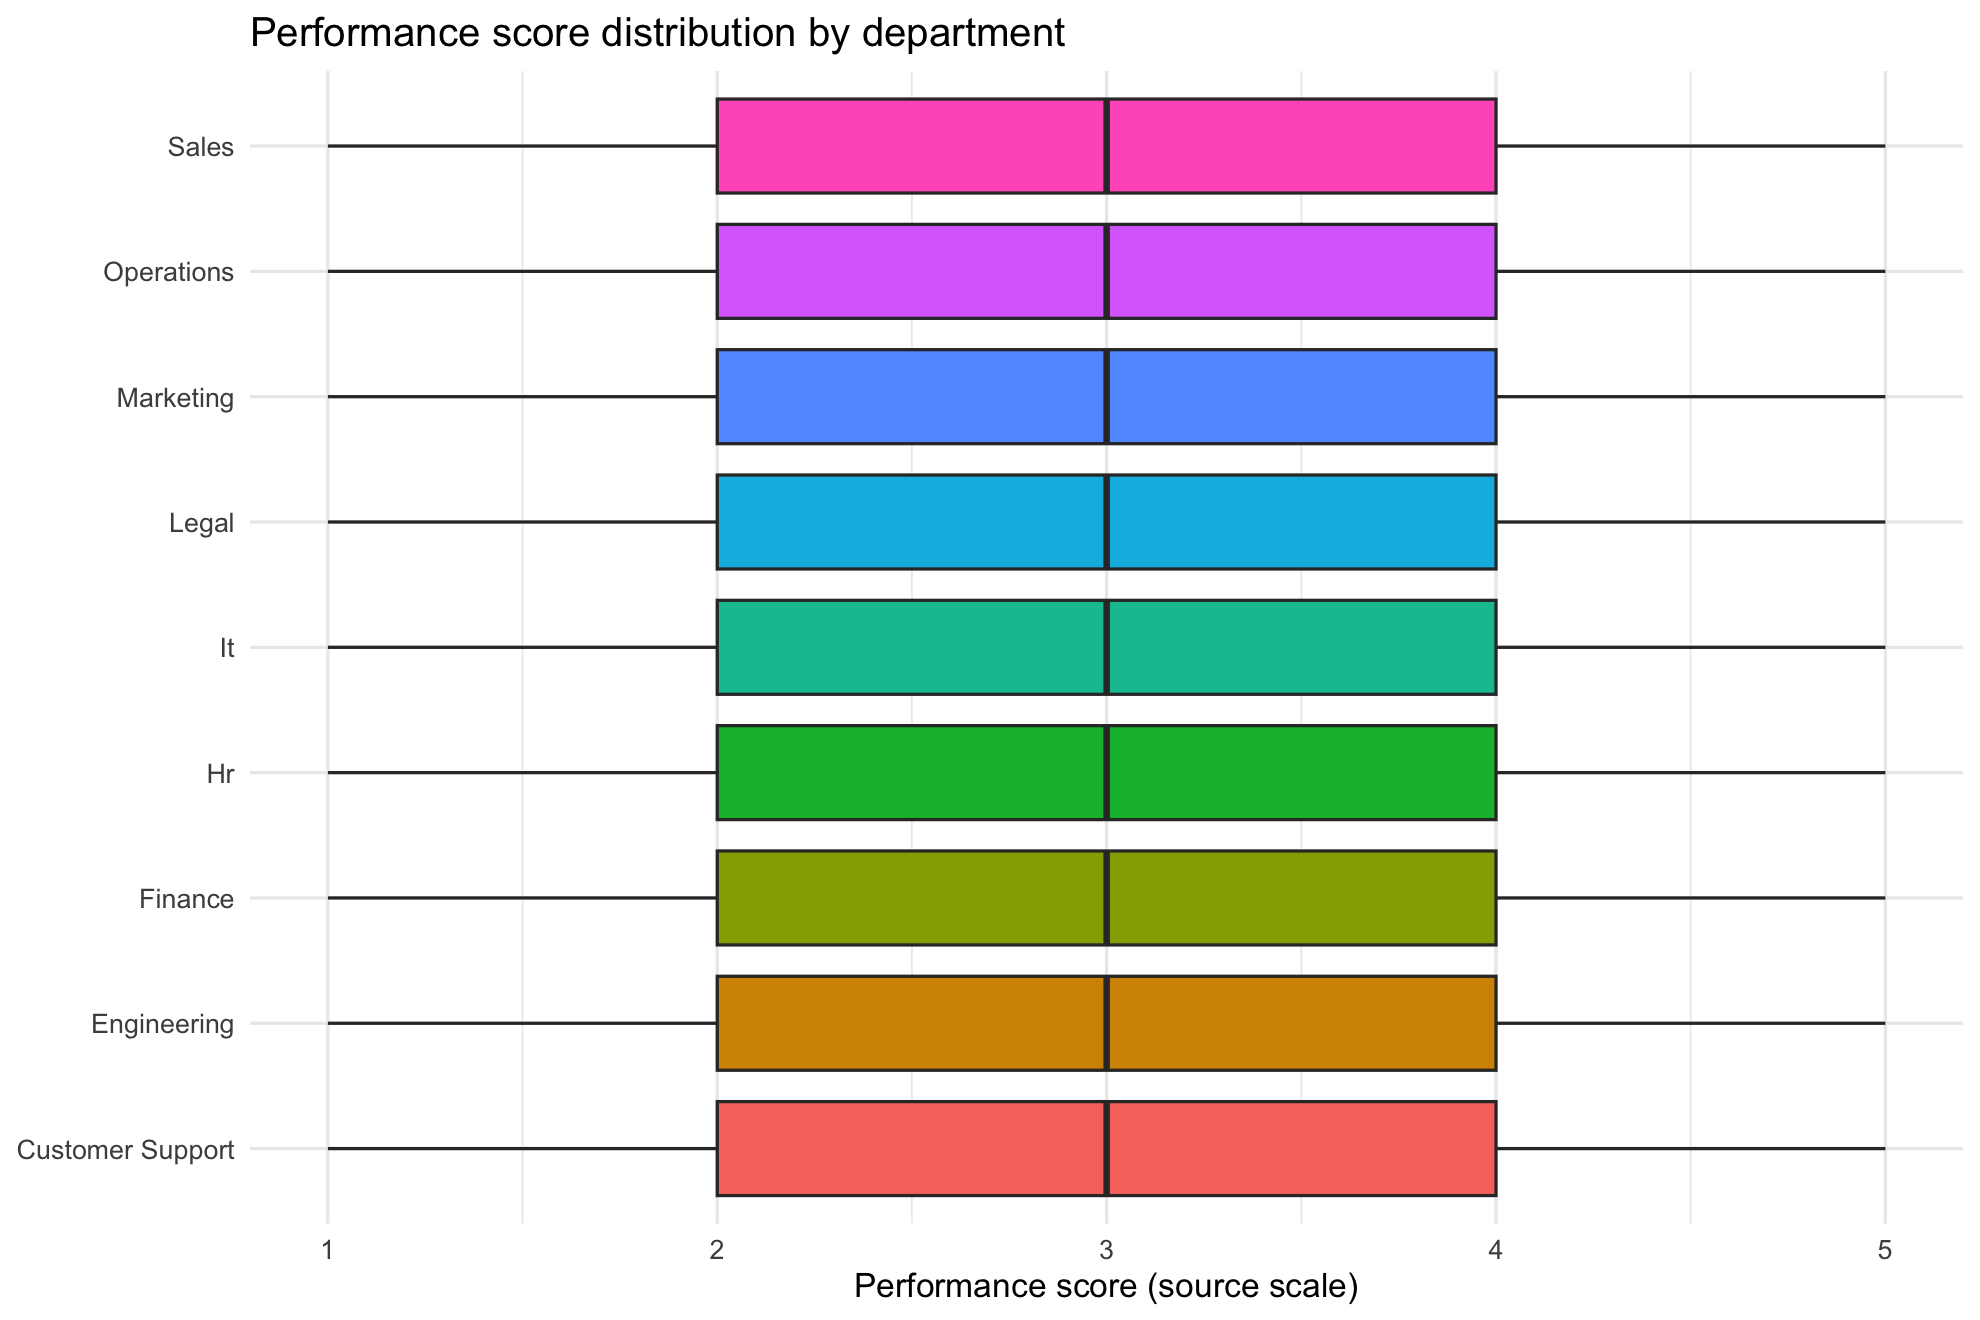 Performance score distribution by department
Sales
Operations
Marketing
Legal
It
Hr
Finance
Engineering
Customer Support
1 2 3 4 5
Performance score (source scale)